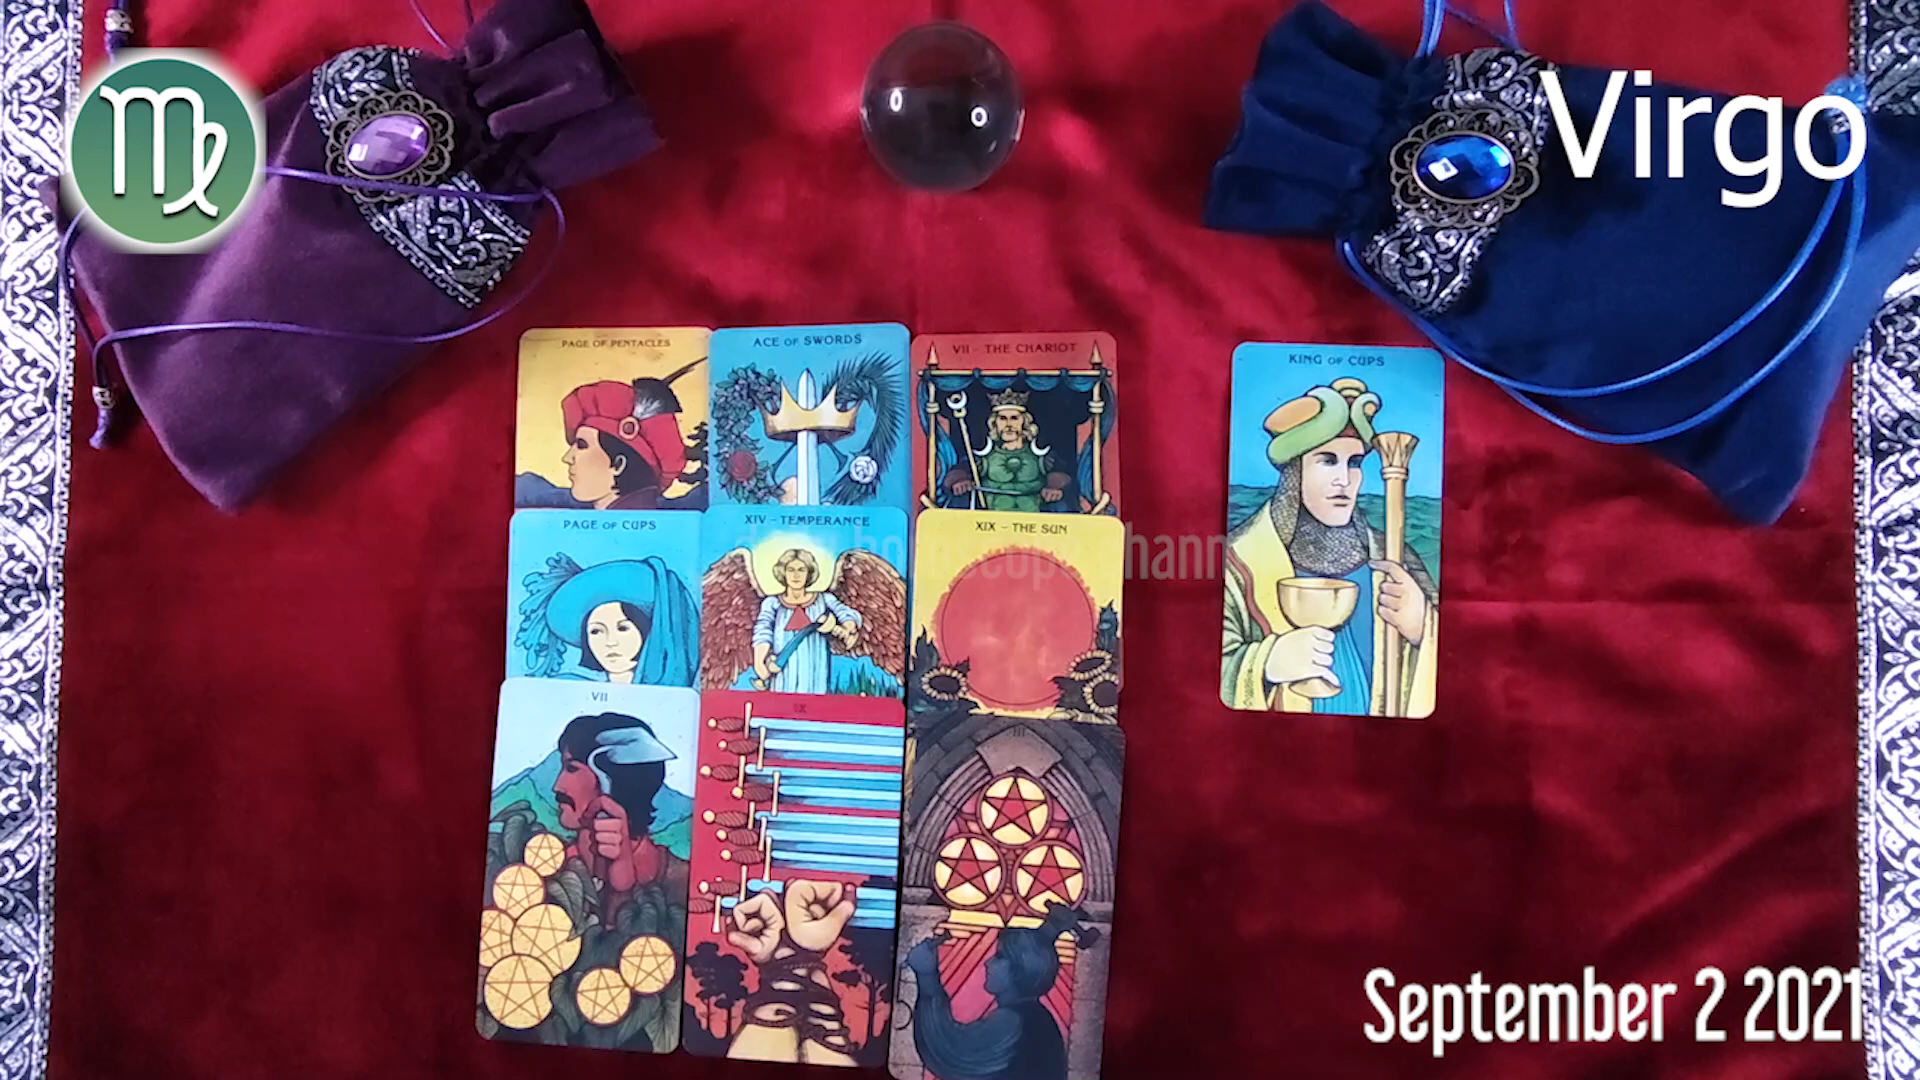 Virgo
PAGE OF PENTACLES
ACE OF SWORDS
VII - THE CHARIOT
KING OF CUPS
PAGE OF CUPS
XIV - TEMPERANCE
XIX - THE SUN
VII
IX
III
September 2 2021